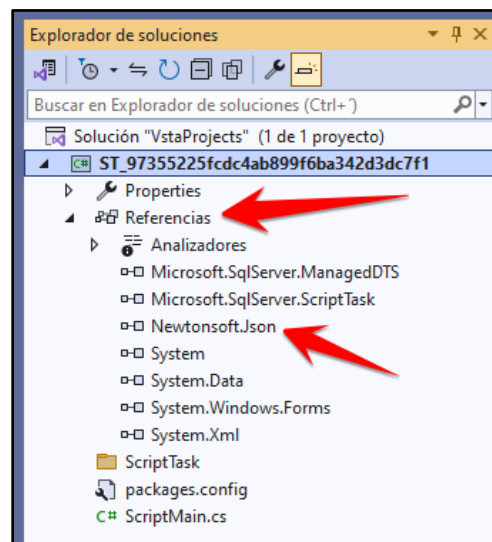 Explorador de soluciones
Buscar en Explorador de soluciones (Ctrl+´)
Solución "VstaProjects" (1 de 1 proyecto)
C# ST_97355225fcdc4ab899f6ba342d3dc7f1
Properties
Referencias
Analizadores
Microsoft.SqlServer.ManagedDTS
Microsoft.SqlServer.ScriptTask
Newtonsoft.Json
System
System.Data
System.Windows.Forms
System.Xml
ScriptTask
packages.config
C# ScriptMain.cs